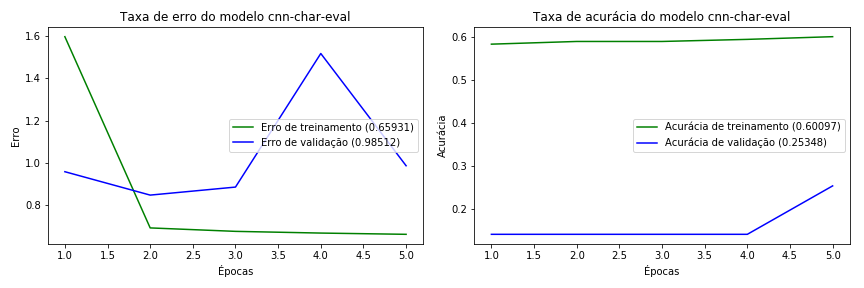 Taxa de erro do modelo cnn-char-eval
1.6
1.4
1.2
1.0
0.8
Erro
Erro de treinamento (0.65931)
Erro de validação (0.98512)
1.0 1.5 2.0 2.5 3.0 3.5 4.0 4.5 5.0
Épocas
Taxa de acurácia do modelo cnn-char-eval
0.6
0.5
0.4
0.3
0.2
Acurácia
Acurácia de treinamento (0.60097)
Acurácia de validação (0.25348)
1.0 1.5 2.0 2.5 3.0 3.5 4.0 4.5 5.0
Épocas